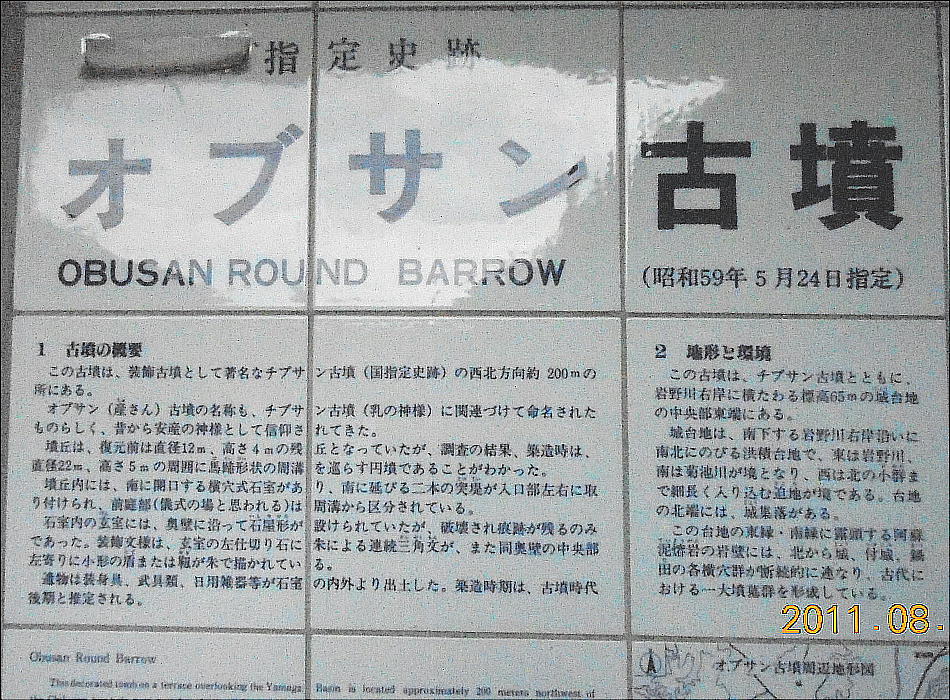 指定史跡
オブサン古墳
OBUSAN ROUND BARROW
(昭和59年5月24日指定)
1 古墳の概要
この古墳は、装飾古墳として著名なチブサン古墳（国指定史跡）の西北方向約200mの
所にある。
オブサン（産さん）古墳の名称も、チブサン古墳（乳の神様）に関連づけて命名された
ものらしく、昔から安産の神様として信仰されてきた。
墳丘は、復元前は直径12m、高さ4mの残丘となっていたが、調査の結果、築造時は、
直径22m、高さ5mの周囲に馬蹄形状の周溝を巡らす円墳であることがわかった。
墳丘内には、南に開口する横穴式石室があり、南に延びる二本の突堤が入口部左右に取
り付けられ、前庭部(儀式の場と思われる)は周溝から区分されている。
石室内の玄室には、奥壁に沿って石屋形が設けられていたが、破壊され痕跡が残るのみ
であった。装飾文様は、玄室の左仕切り石に朱による連続三角文が、また同奥壁の中央部
左寄りに小形の盾または靱が朱で描かれている。
遺物は装身具、武具類、日用雑器等が石室の内外より出土した。築造時期は、古墳時代
後期と推定される。
2 地形と環境
この古墳は、チブサン古墳とともに、
岩野川右岸に横たわる標高65mの城台地
の中央部東端にある。
城台地は、南下する岩野川右岸沿いに
南北にのびる洪積台地で、東は岩野川、
南は菊池川が境となり、西は北の小群ま
で細長く入り込む迫地が境である。台地
の北端には、城集落がある。
この台地の東縁・南縁に露頭する阿蘇
泥熔岩の岩壁には、北から城、付城、鍋
田の各横穴群が断続的に連なり、古代に
おける一大墳墓群を形成している。
2011.08.
Obusan Round Barrow
オブサン古墳周辺地形図
This decorated tomb on a terrace overlooking the Yamaga Basin is located approximately 200 meters northwest of